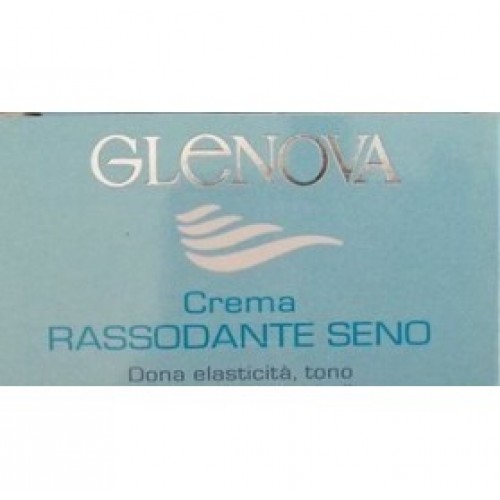 GLENOVA
Crema
RASSODANTE SENO
Dona elasticità, tono